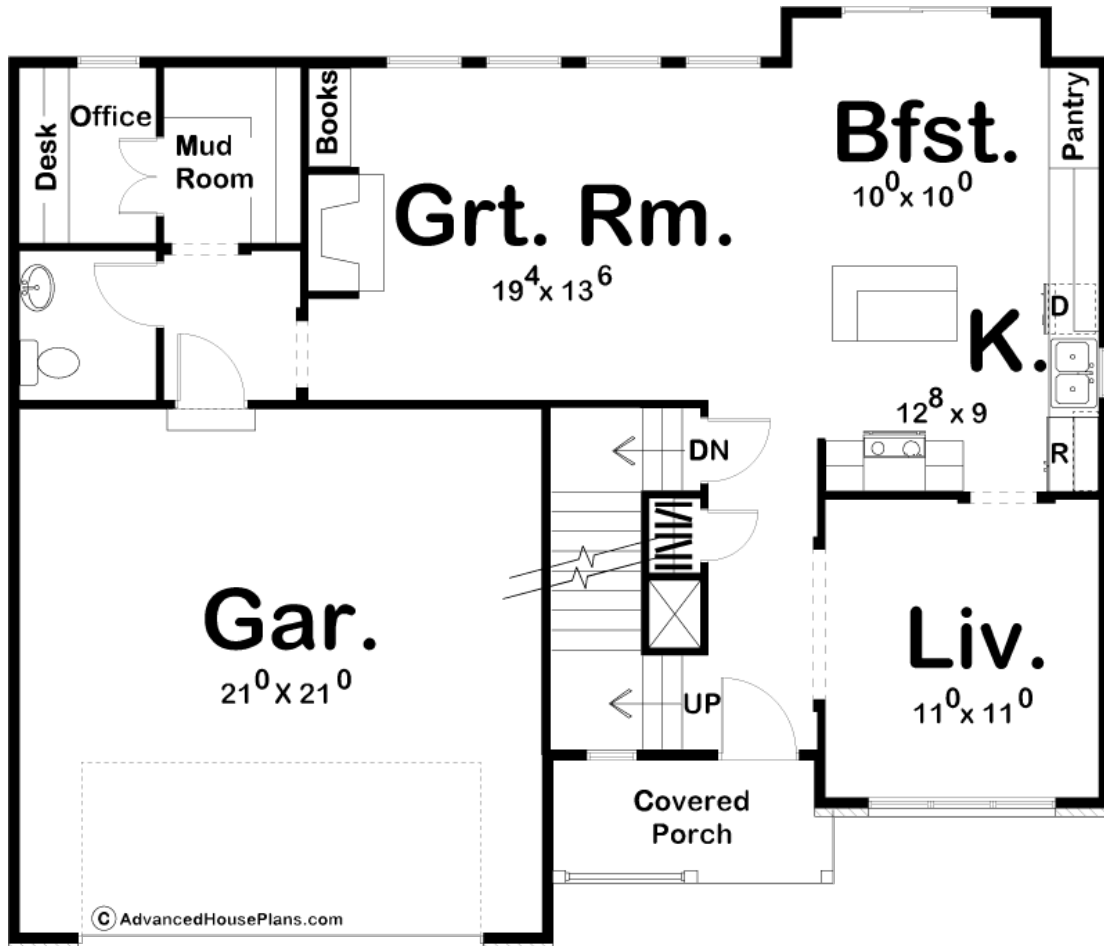 Office
Desk
Mud
Room
Books
Grt. Rm.
19⁴ x 13⁶
Bfst.
10⁰ x 10⁰
Pantry
D
K.
12⁸ x 9
R
DN
UP
Gar.
21⁰ X 21⁰
Liv.
11⁰ x 11⁰
Covered
Porch
© AdvancedHousePlans.com